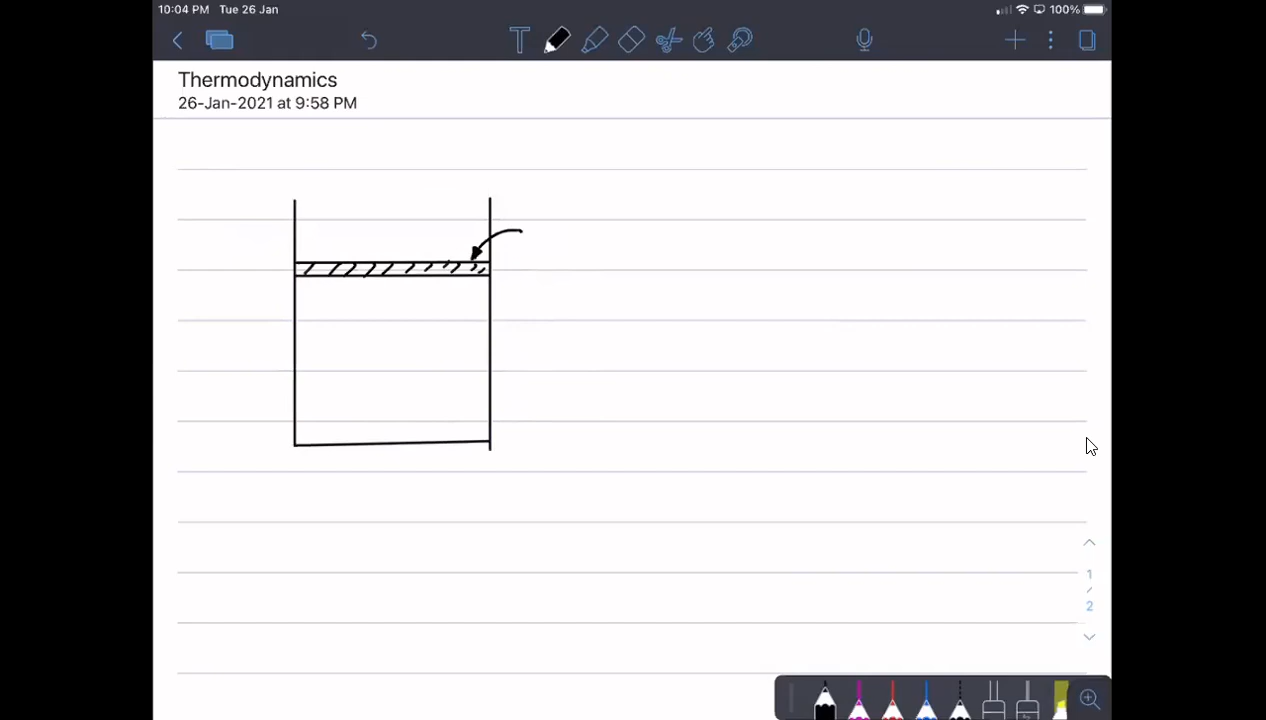 10:04 PM Tue 26 Jan 100%
T
Thermodynamics
26-Jan-2021 at 9:58 PM
1
/
2